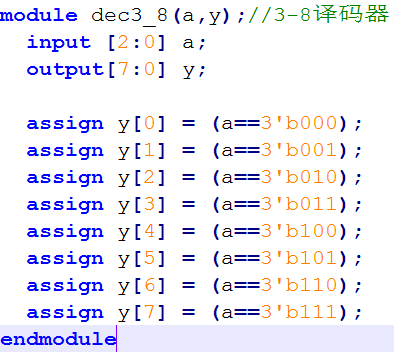 module dec3_8(a,y);//3-8译码器
input [2:0] a;
output[7:0] y;
assign y[0] = (a==3'b000);
assign y[1] = (a==3'b001);
assign y[2] = (a==3'b010);
assign y[3] = (a==3'b011);
assign y[4] = (a==3'b100);
assign y[5] = (a==3'b101);
assign y[6] = (a==3'b110);
assign y[7] = (a==3'b111);
endmodule